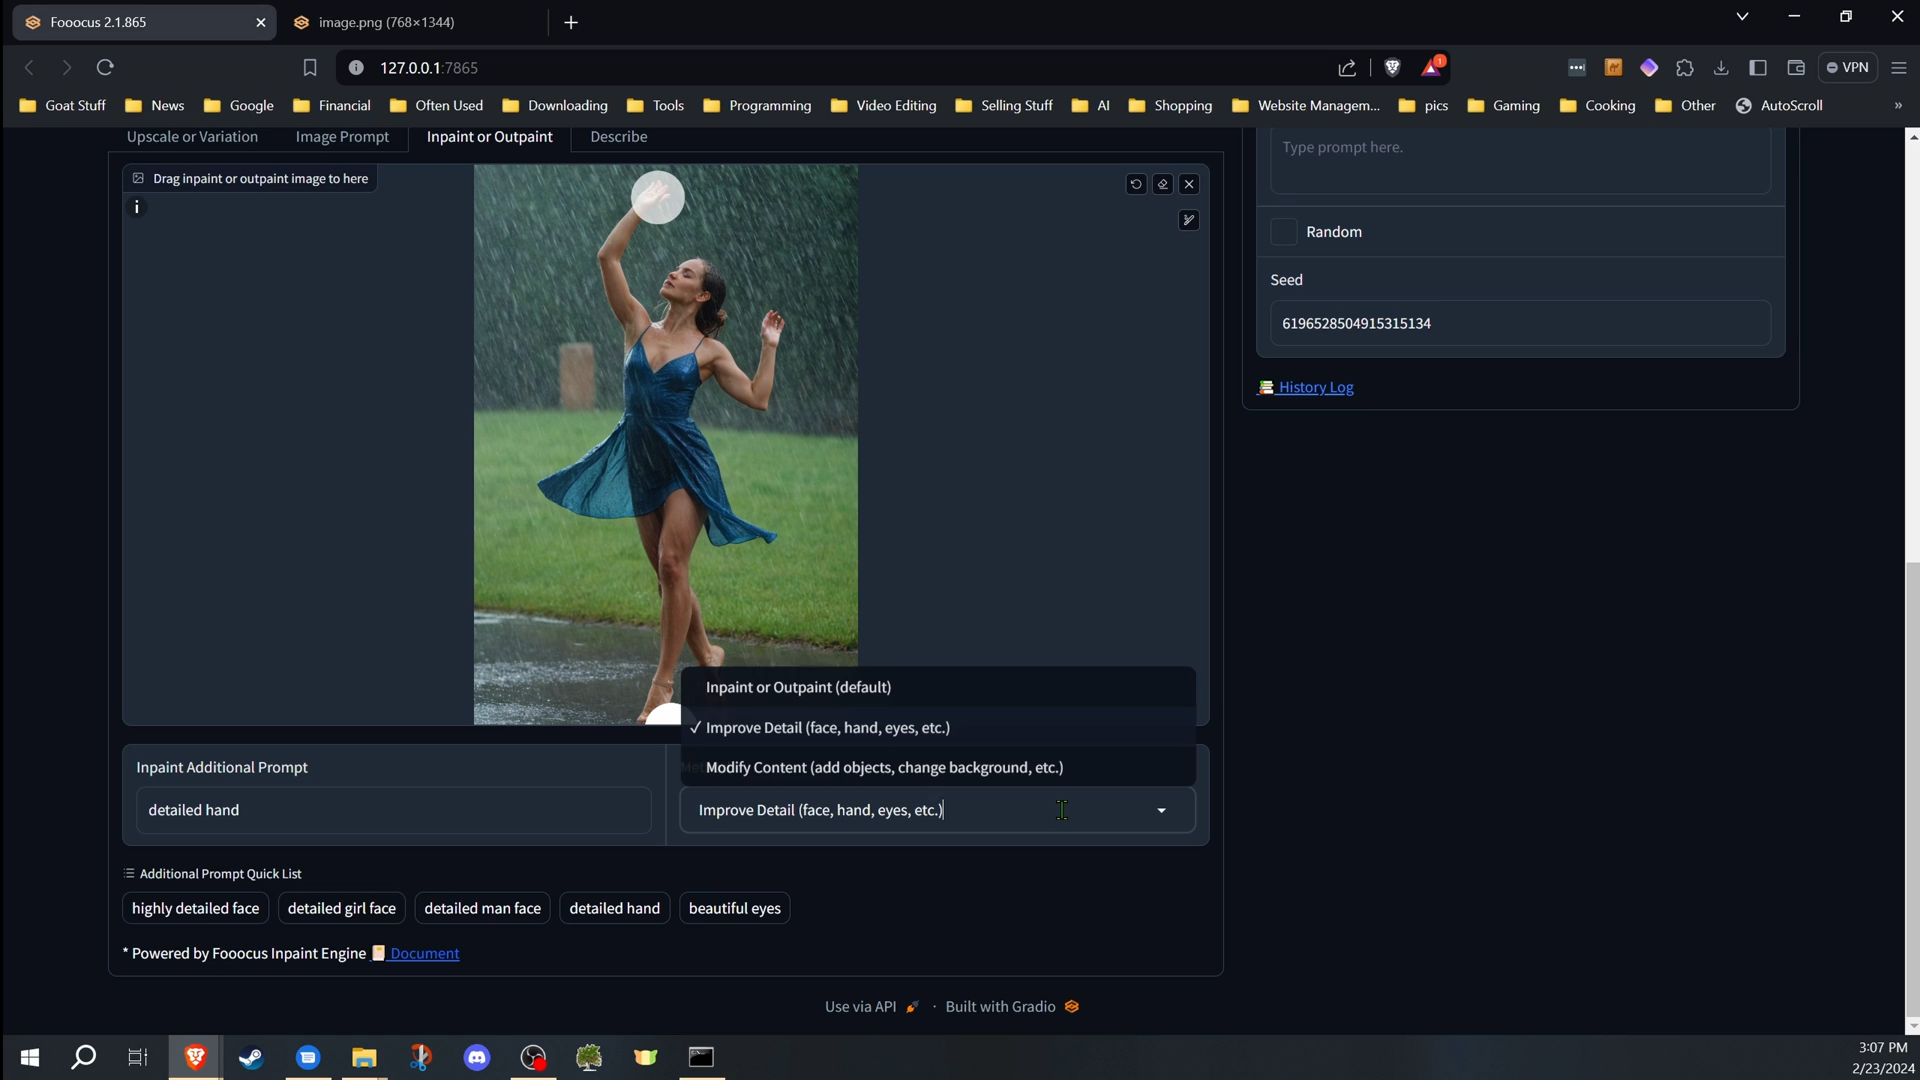 Fooocus 2.1.865
image.png (768×1344)
127.0.0.1:7865
1
VPN
Goat Stuff
News
Google
Financial
Often Used
Downloading
Tools
Programming
Video Editing
Selling Stuff
AI
Shopping
Website Managem...
pics
Gaming
Cooking
Other
AutoScroll
»
Upscale or Variation
Image Prompt
Inpaint or Outpaint
Describe
Drag inpaint or outpaint image to here
i
Type prompt here.
Random
Seed
6196528504915315134
History Log
Inpaint or Outpaint (default)
✓ Improve Detail (face, hand, eyes, etc.)
Modify Content (add objects, change background, etc.)
Inpaint Additional Prompt
detailed hand
Improve Detail (face, hand, eyes, etc.)
Additional Prompt Quick List
highly detailed face
detailed girl face
detailed man face
detailed hand
beautiful eyes
* Powered by Fooocus Inpaint Engine Document
Use via API · Built with Gradio
3:07 PM
2/23/2024